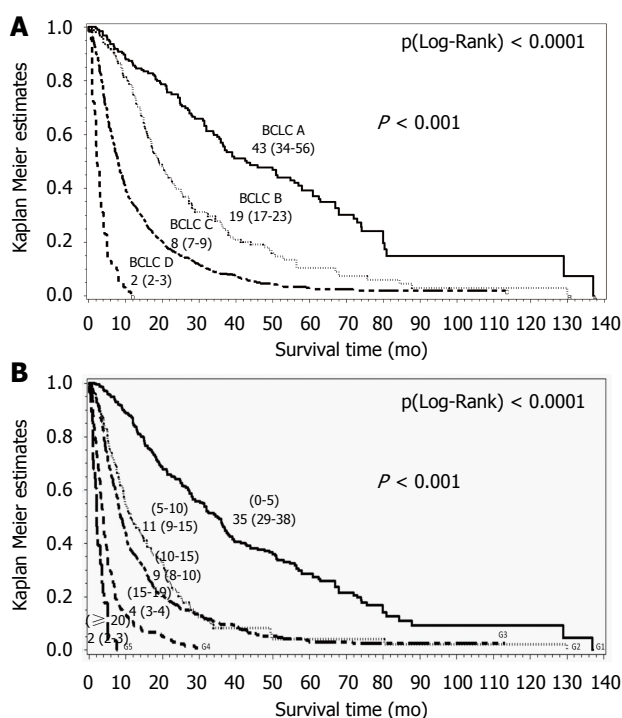 A
p(Log-Rank) < 0.0001
P < 0.001
BCLC A
43 (34-56)
BCLC B
19 (17-23)
BCLC C
8 (7-9)
BCLC D
2 (2-3)
Kaplan Meier estimates
1.0
0.8
0.6
0.4
0.2
0.0
0 10 20 30 40 50 60 70 80 90 100 110 120 130 140
Survival time (mo)
B
p(Log-Rank) < 0.0001
P < 0.001
(0-5)
35 (29-38)
(5-10)
11 (9-15)
(10-15)
9 (8-10)
(15-19)
4 (3-4)
(≥ 20)
2 (2-3)
G5
G4
G3
G2
G1
Kaplan Meier estimates
1.0
0.8
0.6
0.4
0.2
0.0
0 10 20 30 40 50 60 70 80 90 100 110 120 130 140
Survival time (mo)